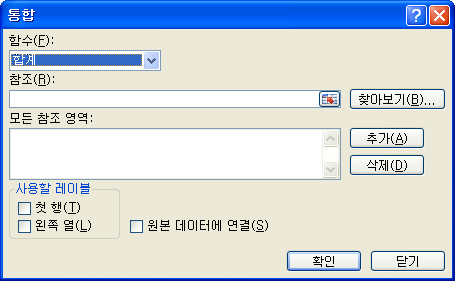 통합
함수(F):
합계
참조(R):
찾아보기(B)...
모든 참조 영역:
추가(A)
삭제(D)
사용할 레이블
첫 행(T)
왼쪽 열(L)
원본 데이터에 연결(S)
확인
닫기